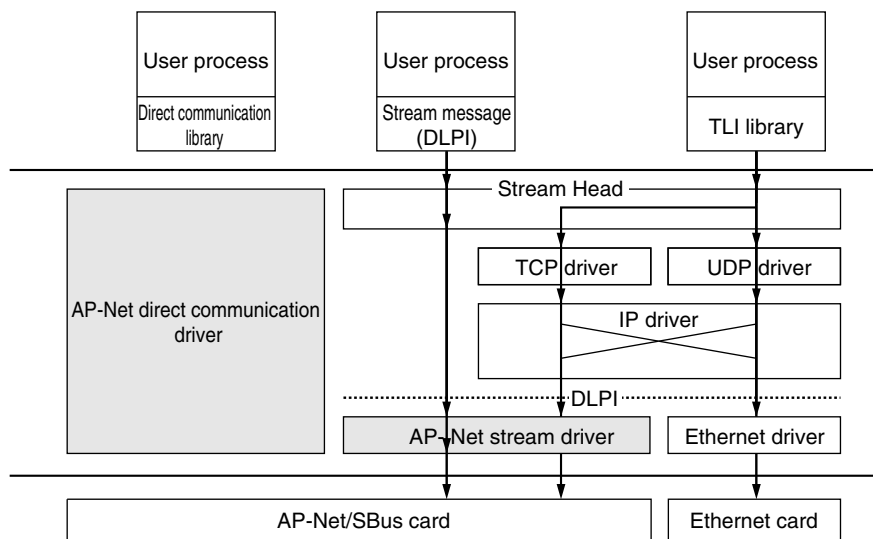 User process
User process
User process
Direct communication
library
Stream message
(DLPI)
TLI library
Stream Head
TCP driver
UDP driver
AP-Net direct communication
driver
IP driver
DLPI
AP-Net stream driver
Ethernet driver
AP-Net/SBus card
Ethernet card